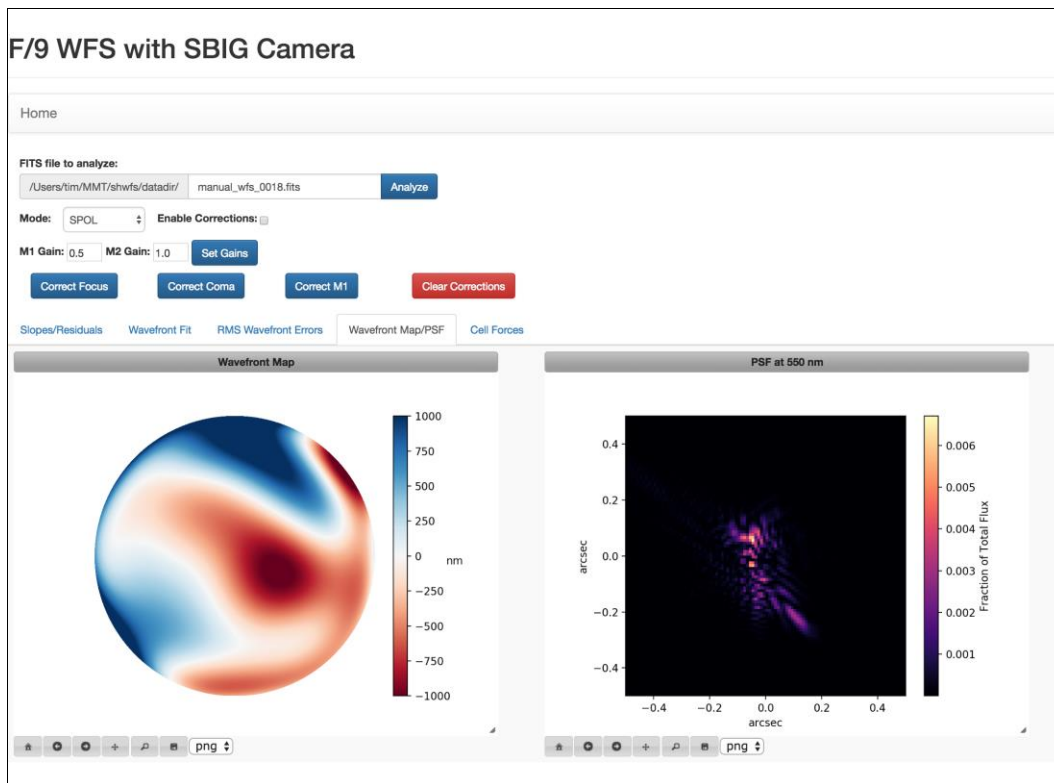 F/9 WFS with SBIG Camera
Home
FITS file to analyze:
/Users/tim/MMT/shwfs/datadir/ manual_wfs_0018.fits Analyze
Mode: SPOL Enable Corrections:
M1 Gain: 0.5 M2 Gain: 1.0 Set Gains
Correct Focus Correct Coma Correct M1 Clear Corrections
Slopes/Residuals Wavefront Fit RMS Wavefront Errors Wavefront Map/PSF Cell Forces
Wavefront Map
1000
750
500
250
0
−250
−500
−750
−1000
nm
png
PSF at 550 nm
0.4
0.2
0.0
−0.2
−0.4
arcsec
−0.4 −0.2 0.0 0.2 0.4
arcsec
0.006
0.005
0.004
0.003
0.002
0.001
Fraction of Total Flux
png